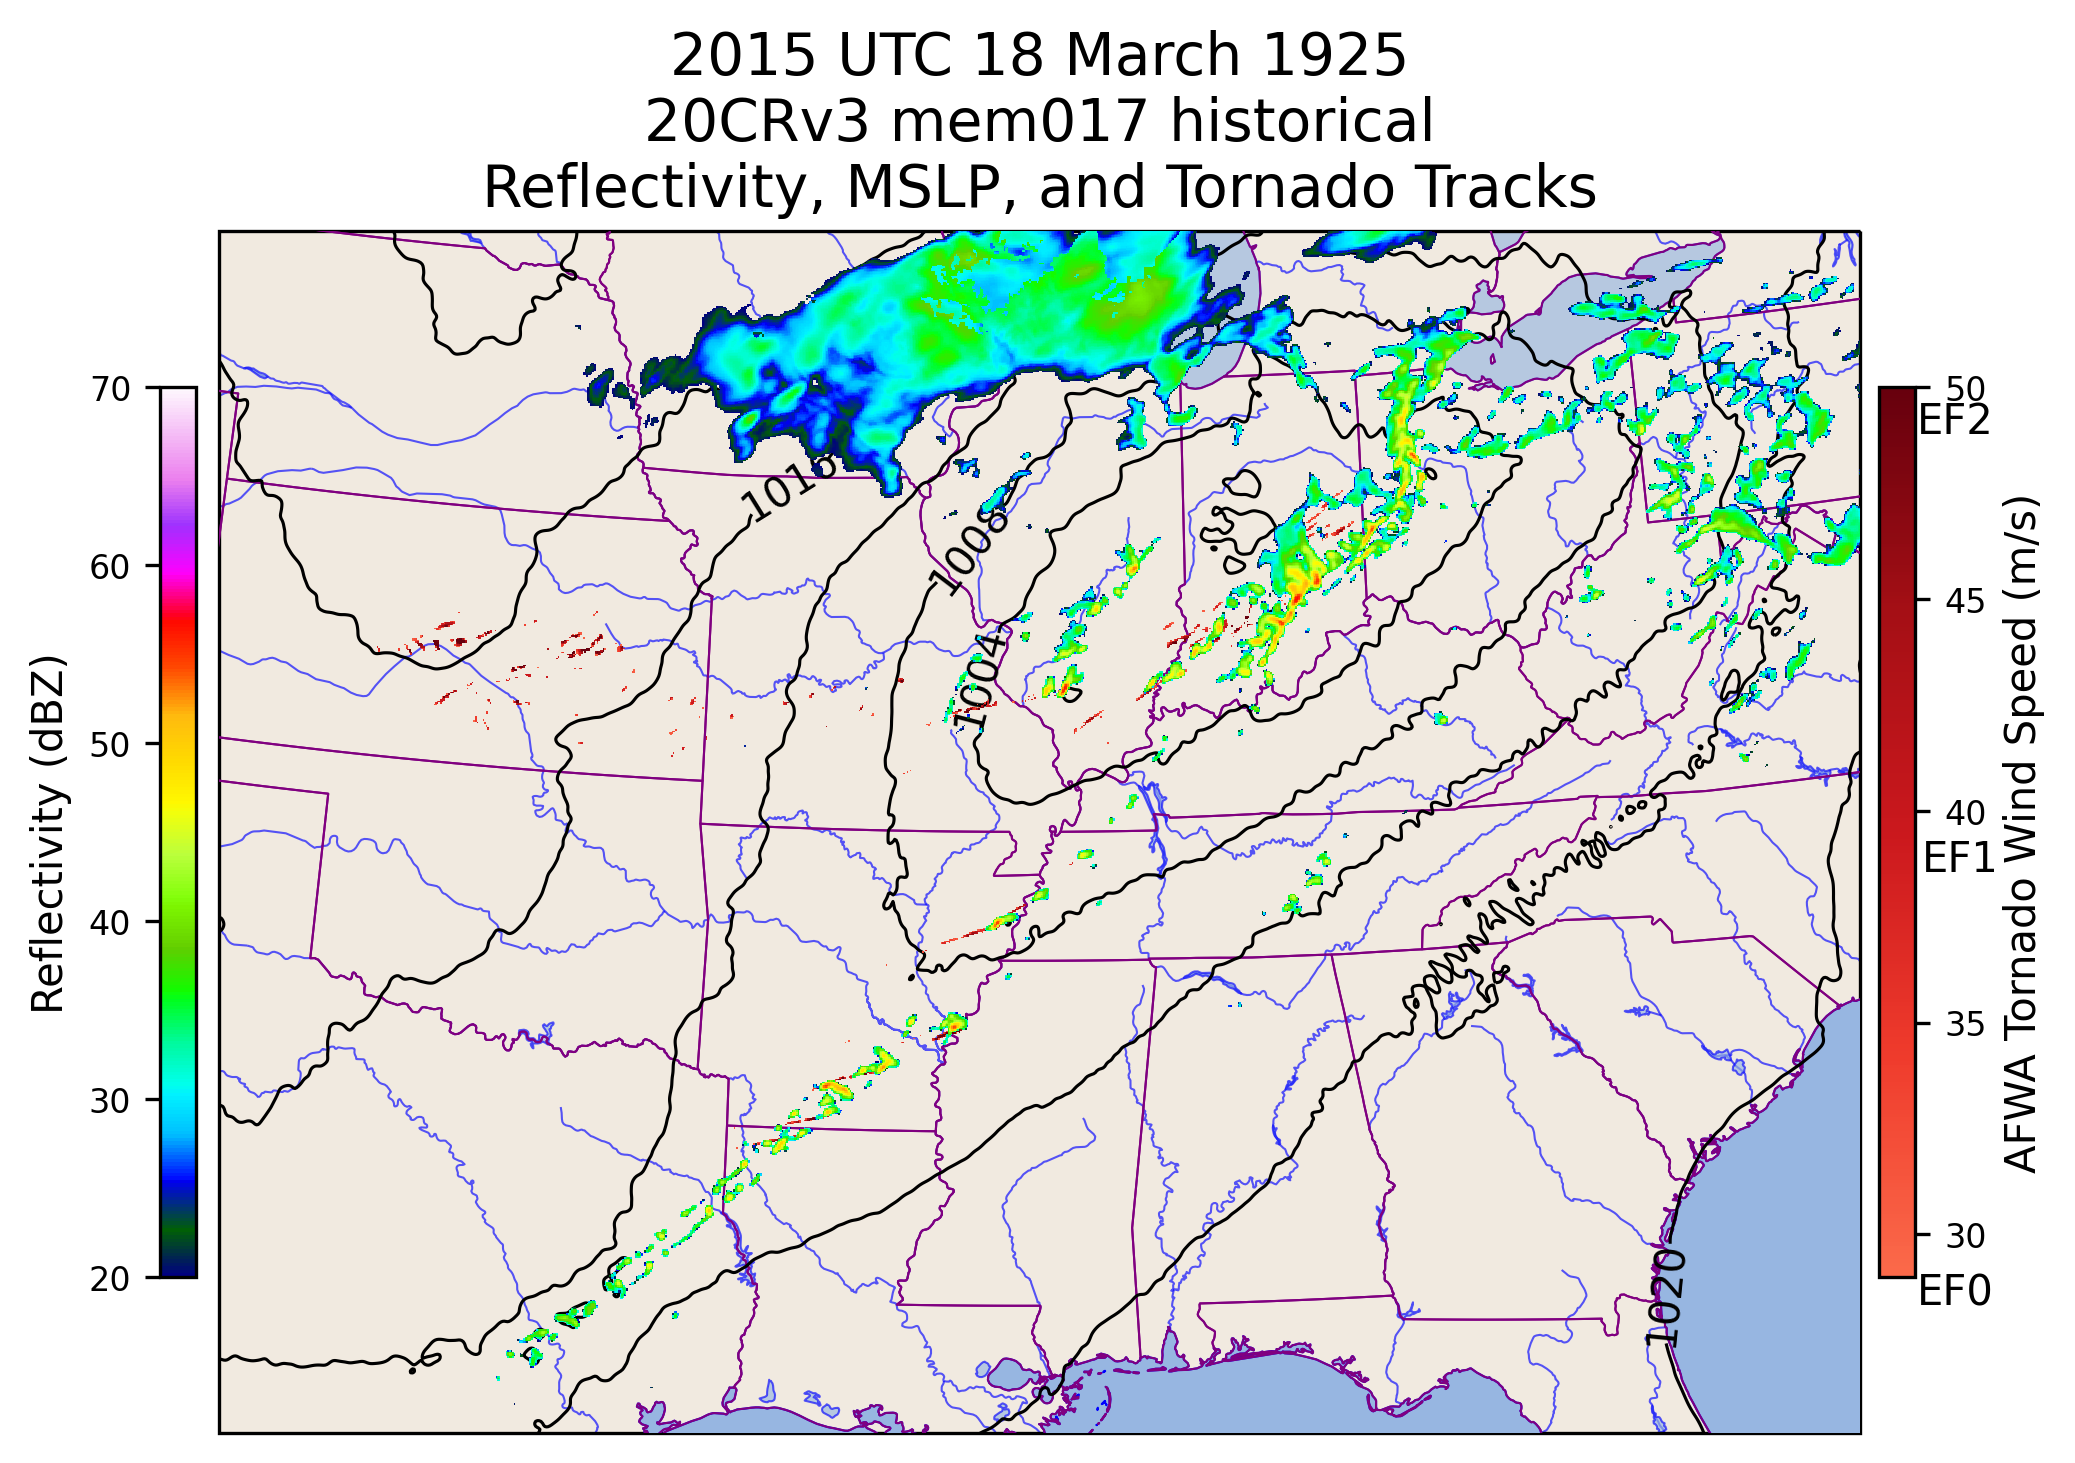 2015 UTC 18 March 1925
20CRv3 mem017 historical
Reflectivity, MSLP, and Tornado Tracks
70
60
50
40
30
20
Reflectivity (dBZ)
1008
1004
1020
50
EF2
45
40
EF1
35
30
EF0
AFWA Tornado Wind Speed (m/s)